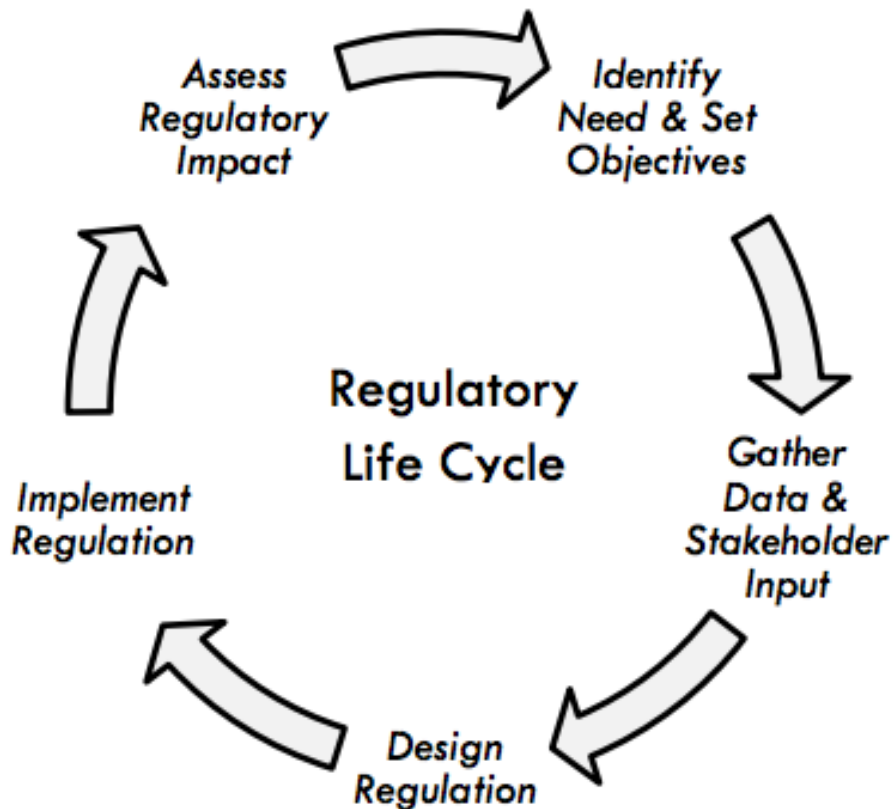 Assess
Regulatory
Impact
Identify
Need & Set
Objectives
Regulatory
Life Cycle
Gather
Data &
Stakeholder
Input
Implement
Regulation
Design
Regulation